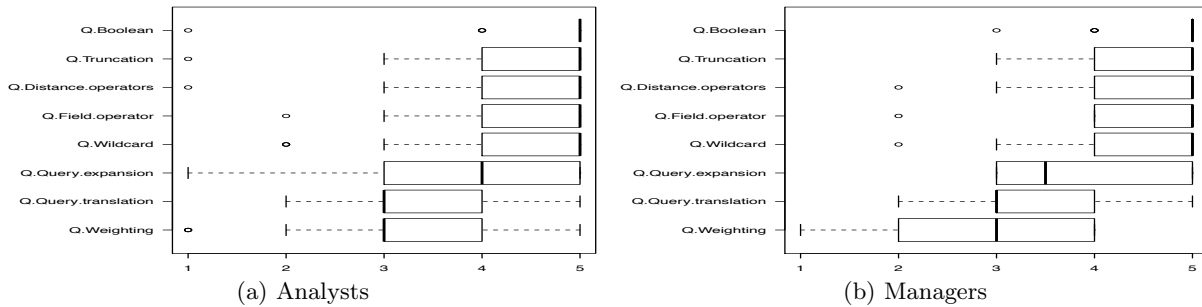 Q.Boolean
Q.Truncation
Q.Distance.operators
Q.Field.operator
Q.Wildcard
Q.Query.expansion
Q.Query.translation
Q.Weighting
1 2 3 4 5
(a) Analysts
Q.Boolean
Q.Truncation
Q.Distance.operators
Q.Field.operator
Q.Wildcard
Q.Query.expansion
Q.Query.translation
Q.Weighting
1 2 3 4 5
(b) Managers